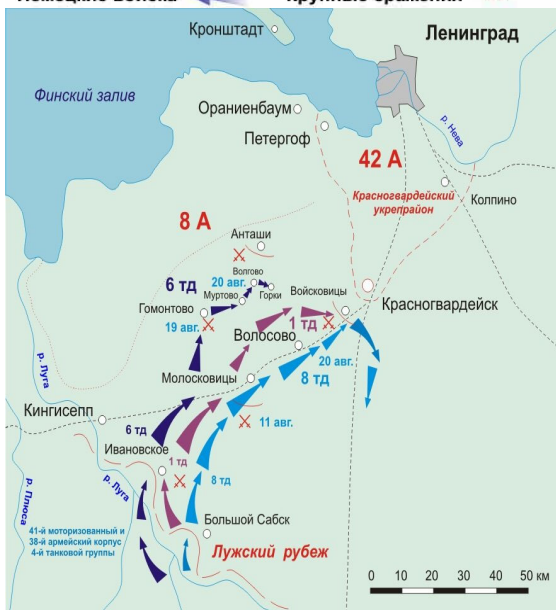 Немецкие войска
Крупные сражения
Кронштадт
Ленинград
Финский залив
Ораниенбаум
Петергоф
р. Нева
42 А
Красногвардейский
укрепрайон
Колпино
8 А
Анташи
6 тд
20 авг.
Волгово
Муртово
Горки
Войсковицы
Гомонтово
Красногвардейск
19 авг.
1 тд
Волосово
20 авг.
8 тд
Молосковицы
р. Луга
Кингисепп
6 тд
11 авг.
Ивановское
1 тд
8 тд
р. Плюса
р. Луга
Большой Сабск
41-й моторизованный и
38-й армейский корпус
4-й танковой группы
Лужский рубеж
0 10 20 30 40 50 км